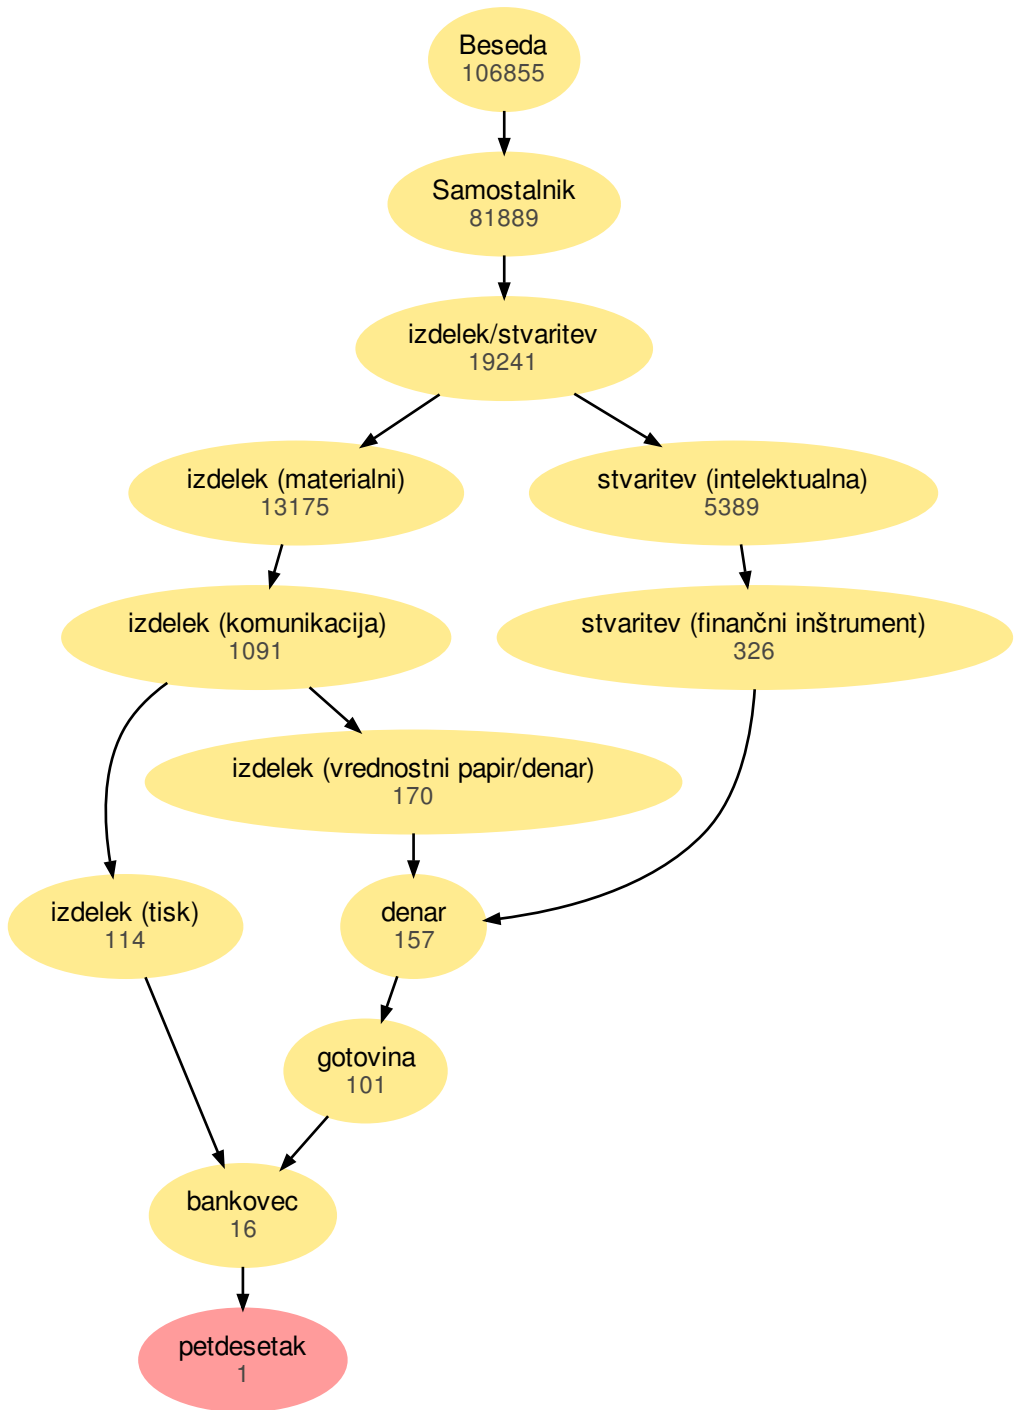 Beseda
106855
Samostalnik
81889
izdelek/stvaritev
19241
izdelek (materialni)
13175
stvaritev (intelektualna)
5389
izdelek (komunikacija)
1091
stvaritev (finančni inštrument)
326
izdelek (vrednostni papir/denar)
170
izdelek (tisk)
114
denar
157
gotovina
101
bankovec
16
petdesetak
1